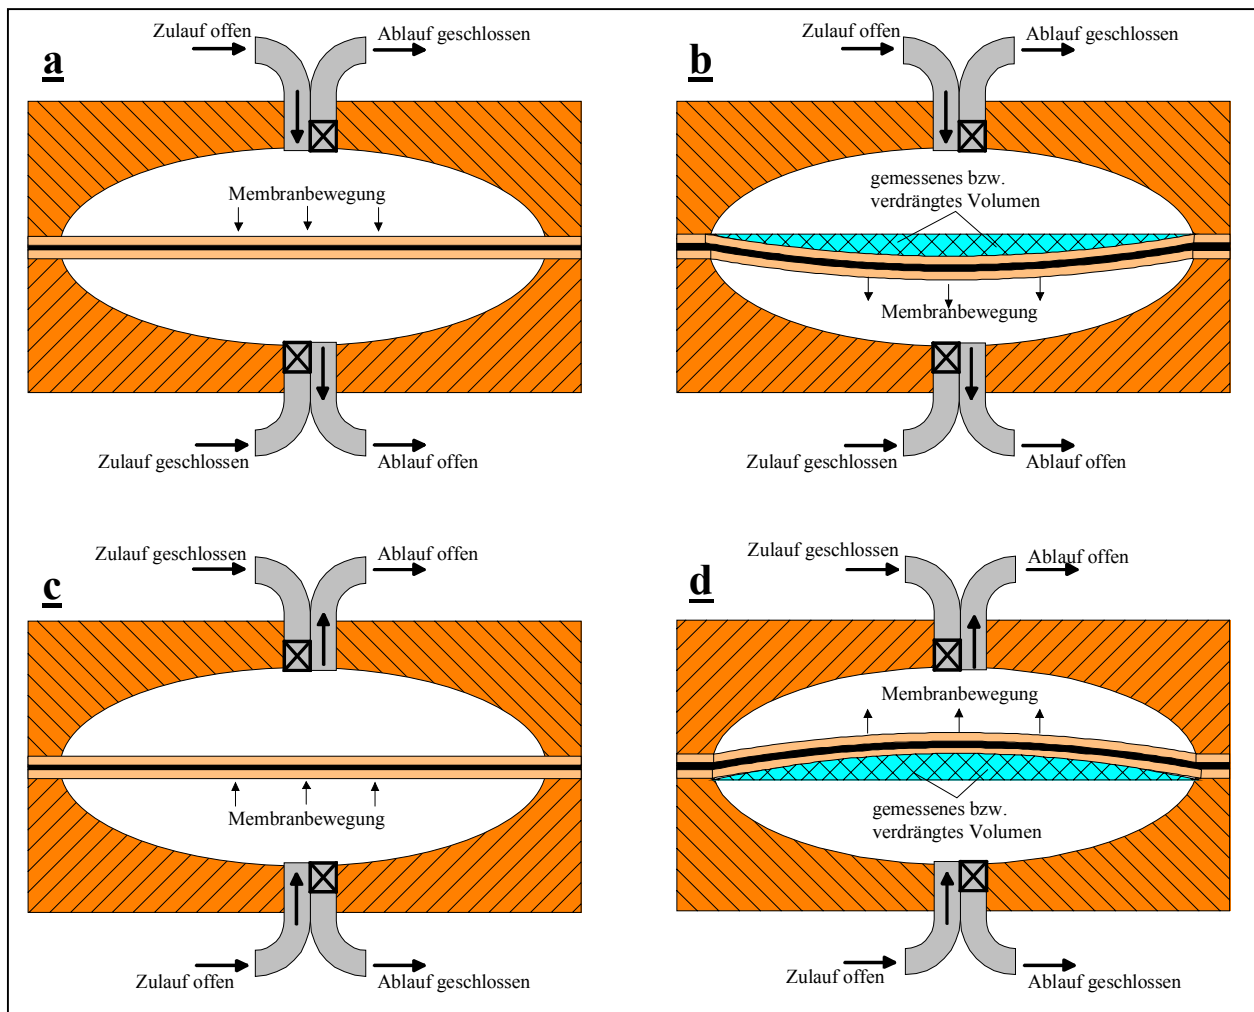 a
Zulauf offen
Ablauf geschlossen
Membranbewegung
Zulauf geschlossen
Ablauf offen
b
Zulauf offen
Ablauf geschlossen
gemessenes bzw.
verdrängtes Volumen
Membranbewegung
Zulauf geschlossen
Ablauf offen
c
Zulauf geschlossen
Ablauf offen
Membranbewegung
Zulauf offen
Ablauf geschlossen
d
Zulauf geschlossen
Ablauf offen
Membranbewegung
gemessenes bzw.
verdrängtes Volumen
Zulauf offen
Ablauf geschlossen